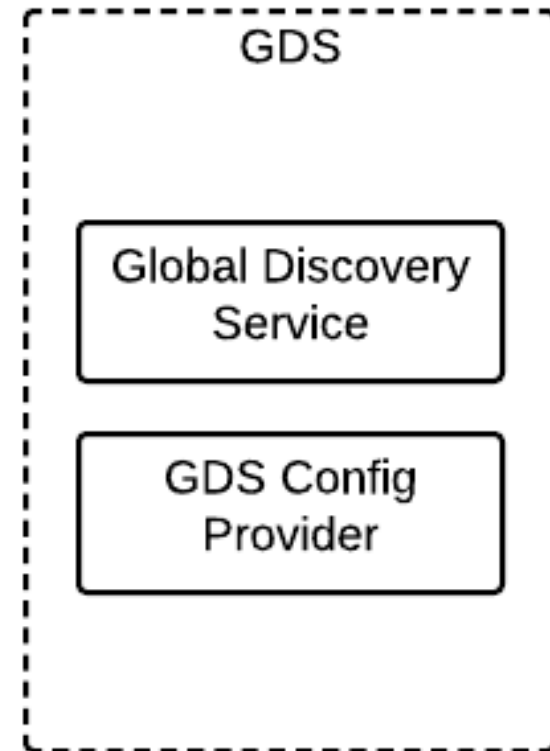 GDS
Global Discovery
Service
GDS Config
Provider